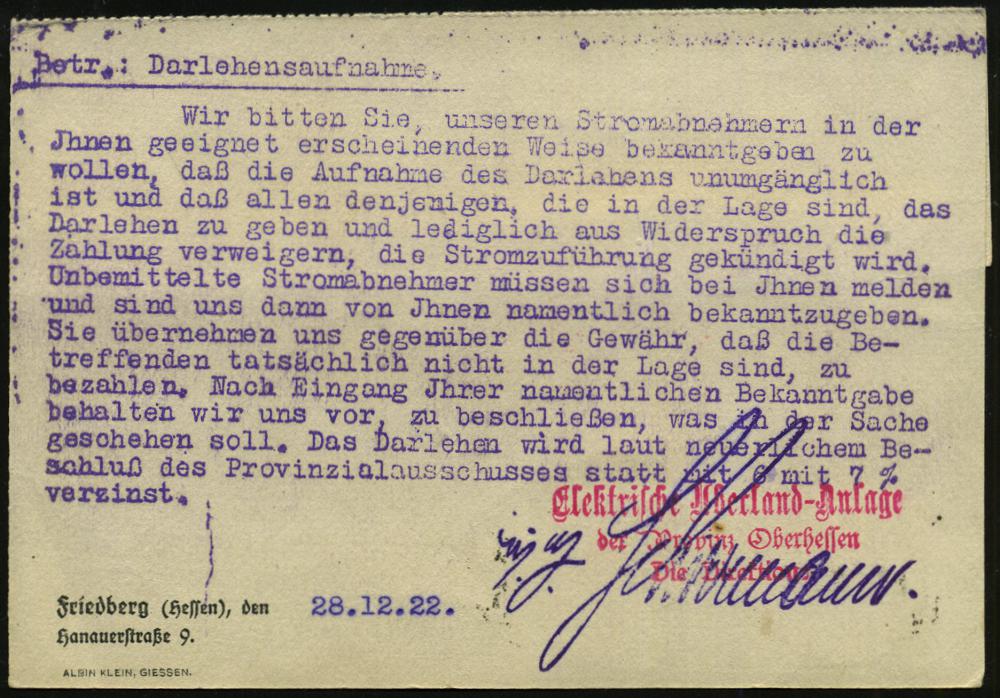 Betr.: Darlehensaufnahme.
Wir bitten Sie, unseren Stromabnehmern in der
Jhnen geeignet erscheinenden Weise bekanntgeben zu
wollen, daß die Aufnahme des Darlehens unumgänglich
ist und daß allen denjenigen, die in der Lage sind, das
Darlehen zu geben und lediglich aus Widerspruch die
Zahlung verweigern, die Stromzuführung gekündigt wird.
Unbemittelte Stromabnehmer müssen sich bei Jhnen melden
und sind uns dann von Jhnen namentlich bekanntzugeben.
Sie übernehmen uns gegenüber die Gewähr, daß die Be-
treffenden tatsächlich nicht in der Lage sind, zu
bezahlen. Nach Eingang Jhrer namentlichen Bekanntgabe
behalten wir uns vor, zu beschließen, was in der Sache
geschehen soll. Das Darlehen wird laut neuerlichem Be-
schluß des Provinzialausschusses statt mit 6 mit 7 %
verzinst.
Elektrische Überland-Anlage
der Provinz Oberhessen
Die Direktion
Friedberg (Hessen), den 28.12.22.
Hanauerstraße 9.
ALBIN KLEIN, GIESSEN.